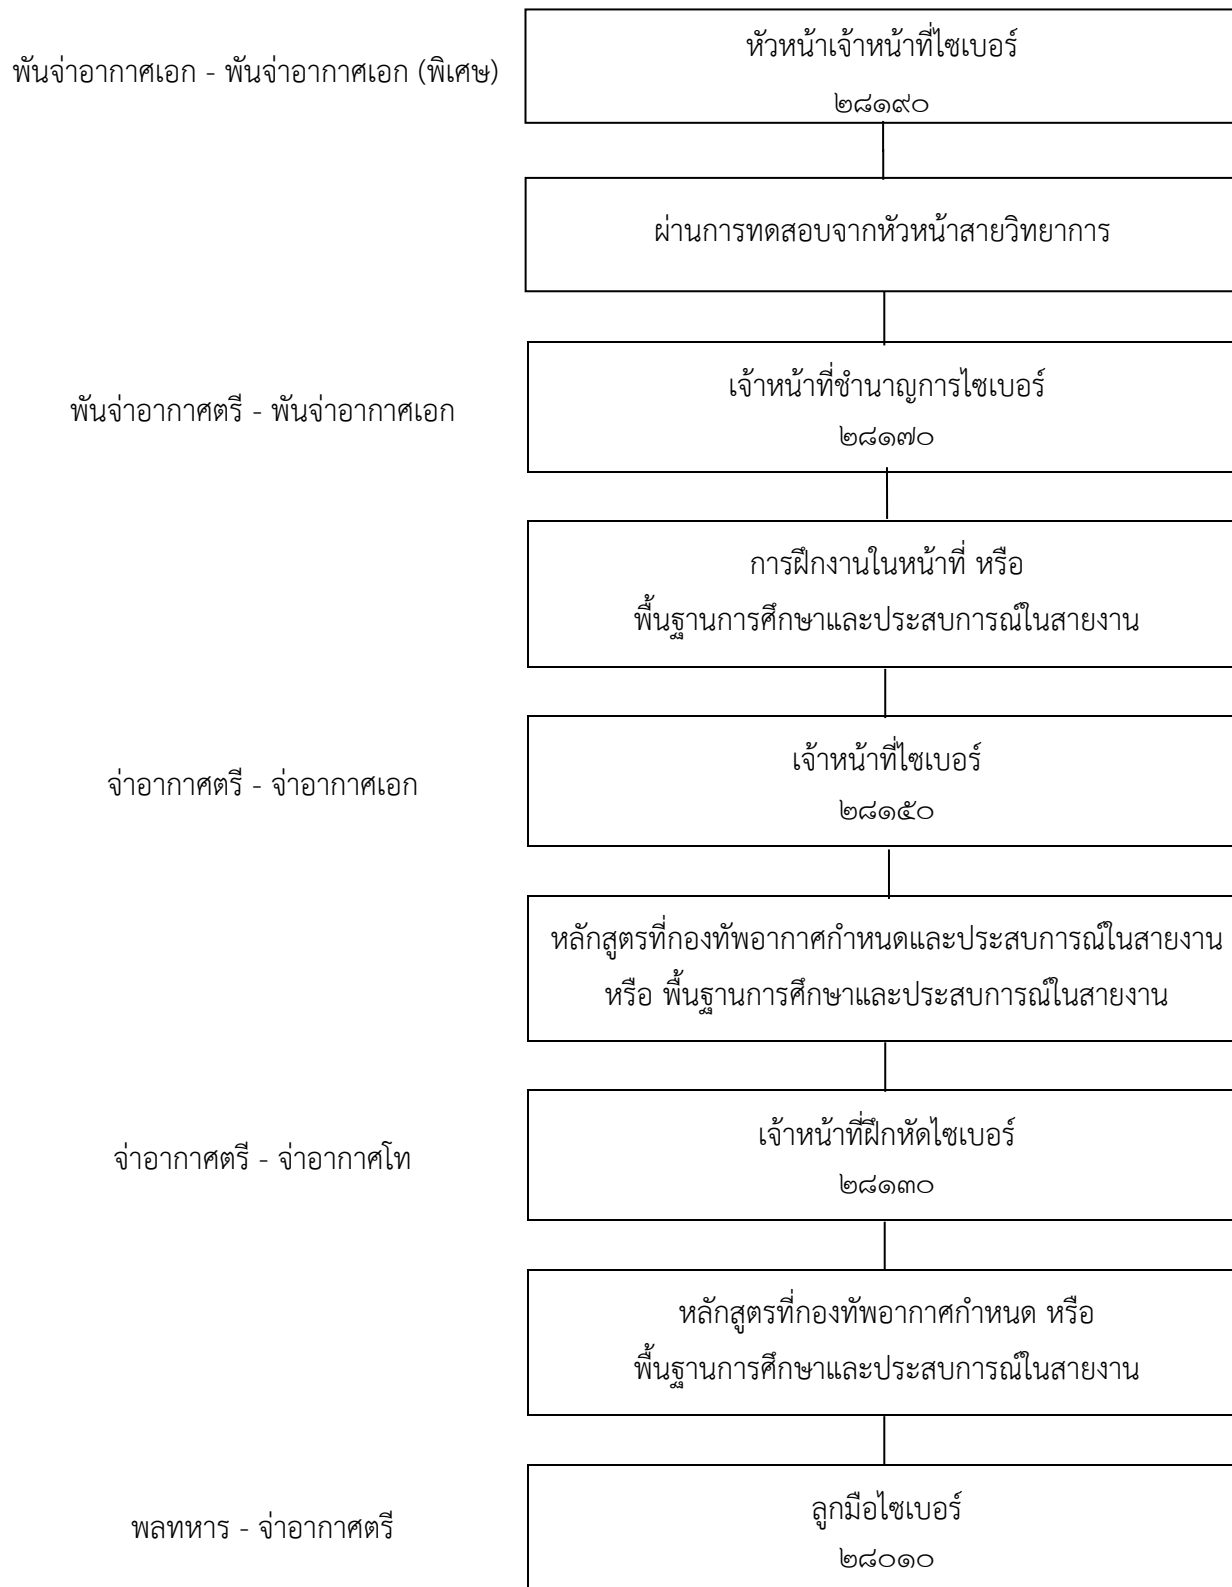 หัวหน้าเจ้าหน้าที่ไซเบอร์
พันจ่าอากาศเอก - พันจ่าอากาศเอก (พิเศษ)
๒๘๑๙๐
ผ่านการทดสอบจากหัวหน้าสายวิทยาการ
เจ้าหน้าที่ชำนาญการไซเบอร์
พันจ่าอากาศตรี - พันจ่าอากาศเอก
๒๘๑๗๐
การฝึกงานในหน้าที่ หรือ
พื้นฐานการศึกษาและประสบการณ์ในสายงาน
เจ้าหน้าที่ไซเบอร์
จ่าอากาศตรี - จ่าอากาศเอก
๒๘๑๕๐
หลักสูตรที่กองทัพอากาศกำหนดและประสบการณ์ในสายงาน
หรือ พื้นฐานการศึกษาและประสบการณ์ในสายงาน
เจ้าหน้าที่ฝึกหัดไซเบอร์
จ่าอากาศตรี - จ่าอากาศโท
๒๘๑๓๐
หลักสูตรที่กองทัพอากาศกำหนด หรือ
พื้นฐานการศึกษาและประสบการณ์ในสายงาน
ลูกมือไซเบอร์
พลทหาร - จ่าอากาศตรี
๒๘๐๑๐